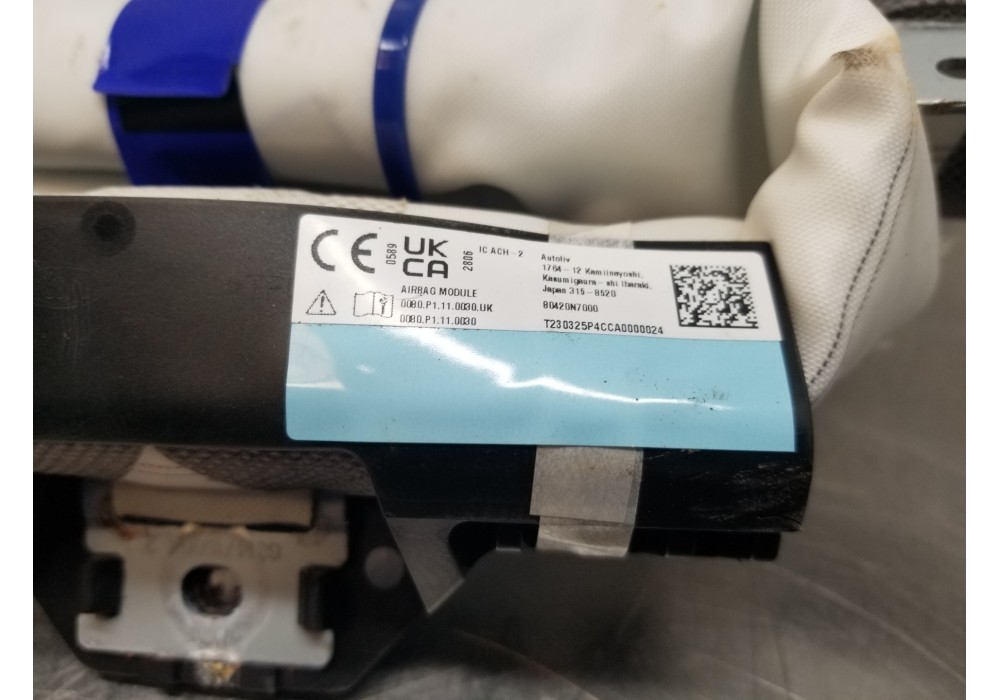 CE
0589
UK
CA
2806
IC ACH-2
AIRBAG MODULE
0080.P1.11.0030.UK
0080.P1.11.0030
Autoliv
1764-12 Kamiinayoshi,
Kasumigaura-shi Ibaraki,
Japan 315-8520
80420N7000
T230325P4CCA0000024